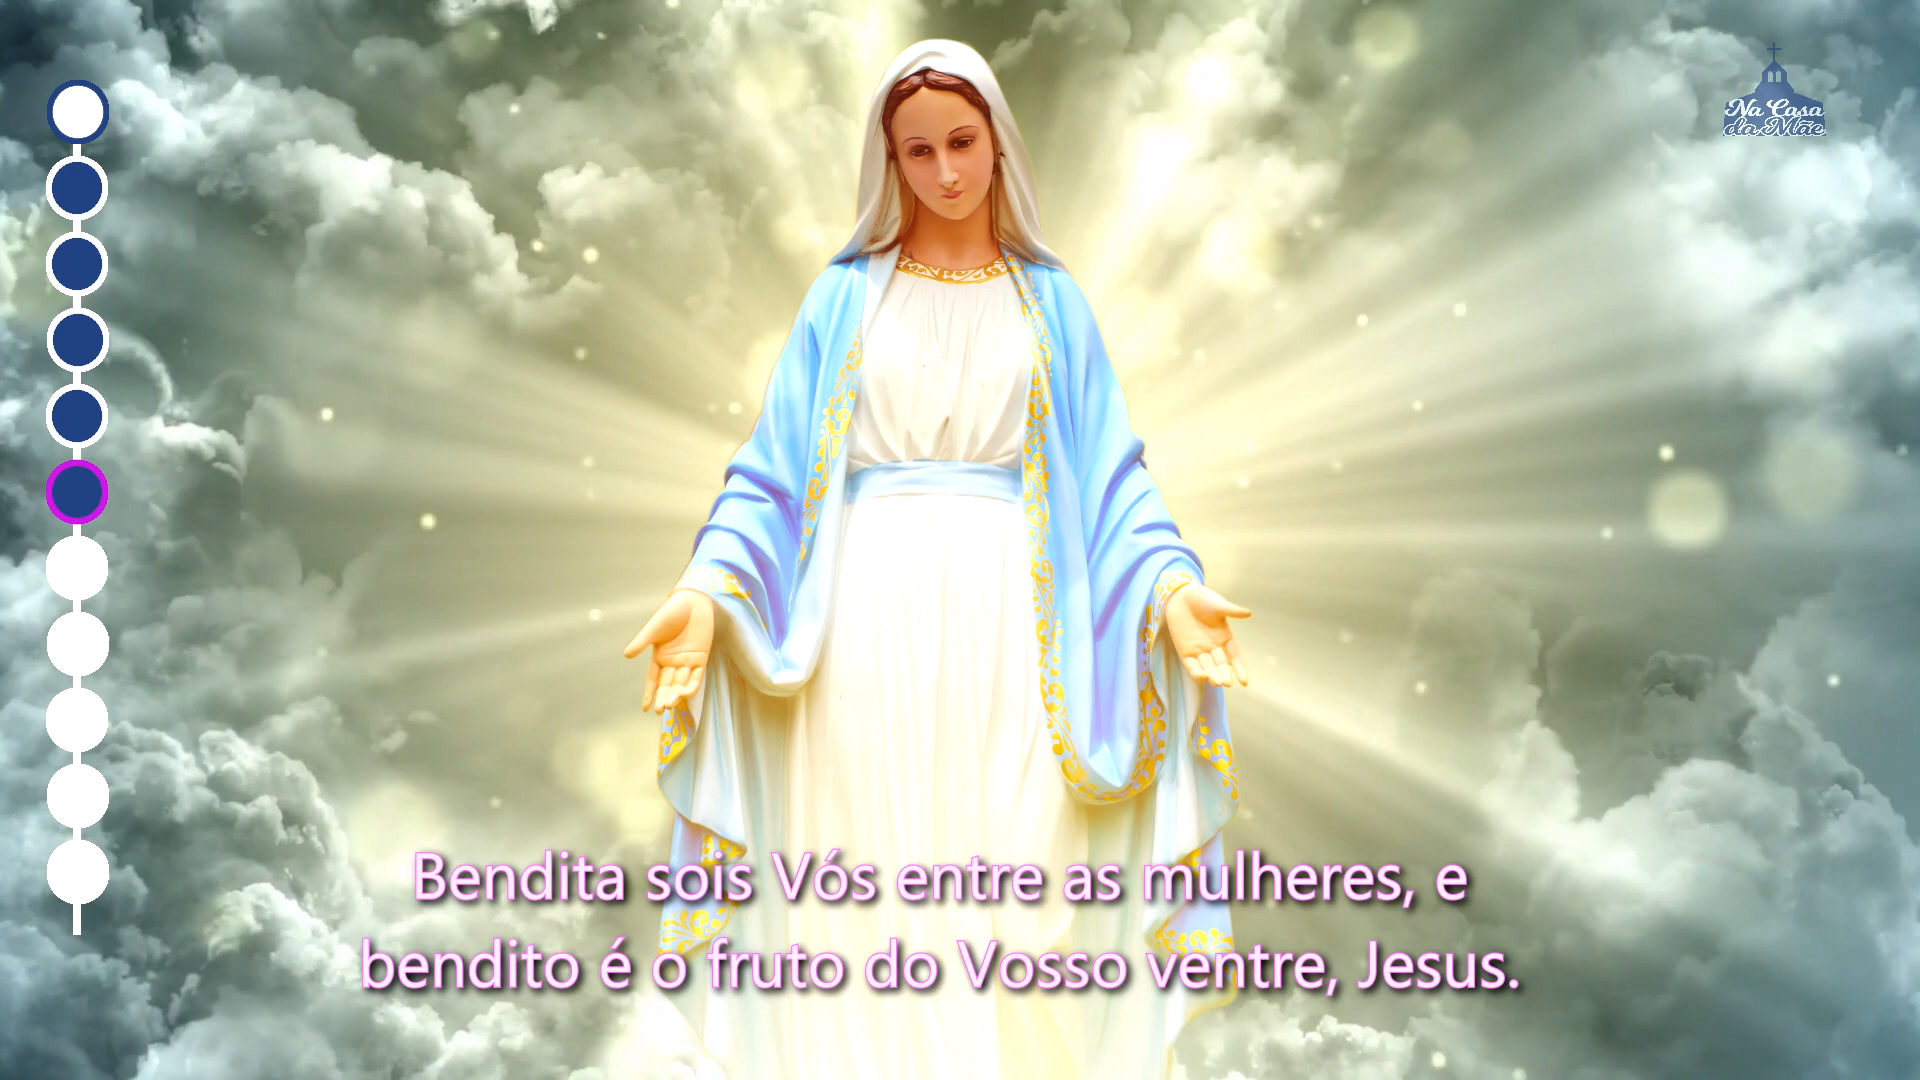 Na Casa
da Mãe
Bendita sois Vós entre as mulheres, e
bendito é o fruto do Vosso ventre, Jesus.